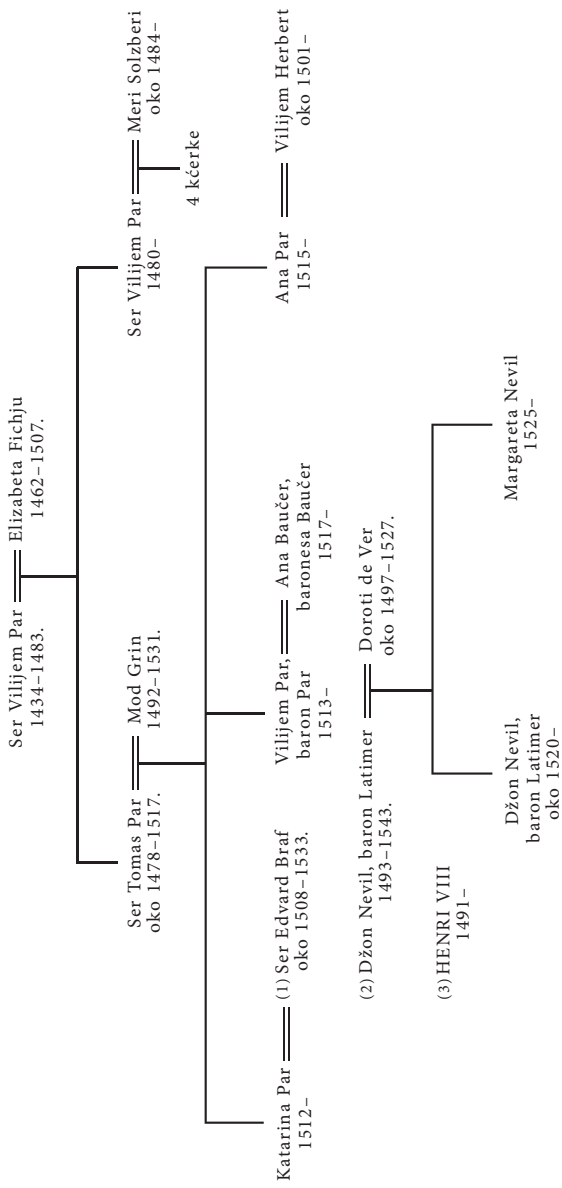 Ser Vilijem Par
1434–1483.
Elizabeta Fichju
1462–1507.
Ser Tomas Par
oko 1478–1517.
Mod Grin
1492–1531.
Ser Vilijem Par
1480–
Meri Solzberi
oko 1484–
4 kćerke
Katarina Par
1512–
(1) Ser Edvard Braf
oko 1508–1533.
Vilijem Par,
baron Par
1513–
Ana Baučer,
baronesa Baučer
1517–
Ana Par
1515–
Vilijem Herbert
oko 1501–
(2) Džon Nevil, baron Latimer
1493–1543.
Doroti de Ver
oko 1497–1527.
(3) HENRI VIII
1491–
Džon Nevil,
baron Latimer
oko 1520–
Margareta Nevil
1525–